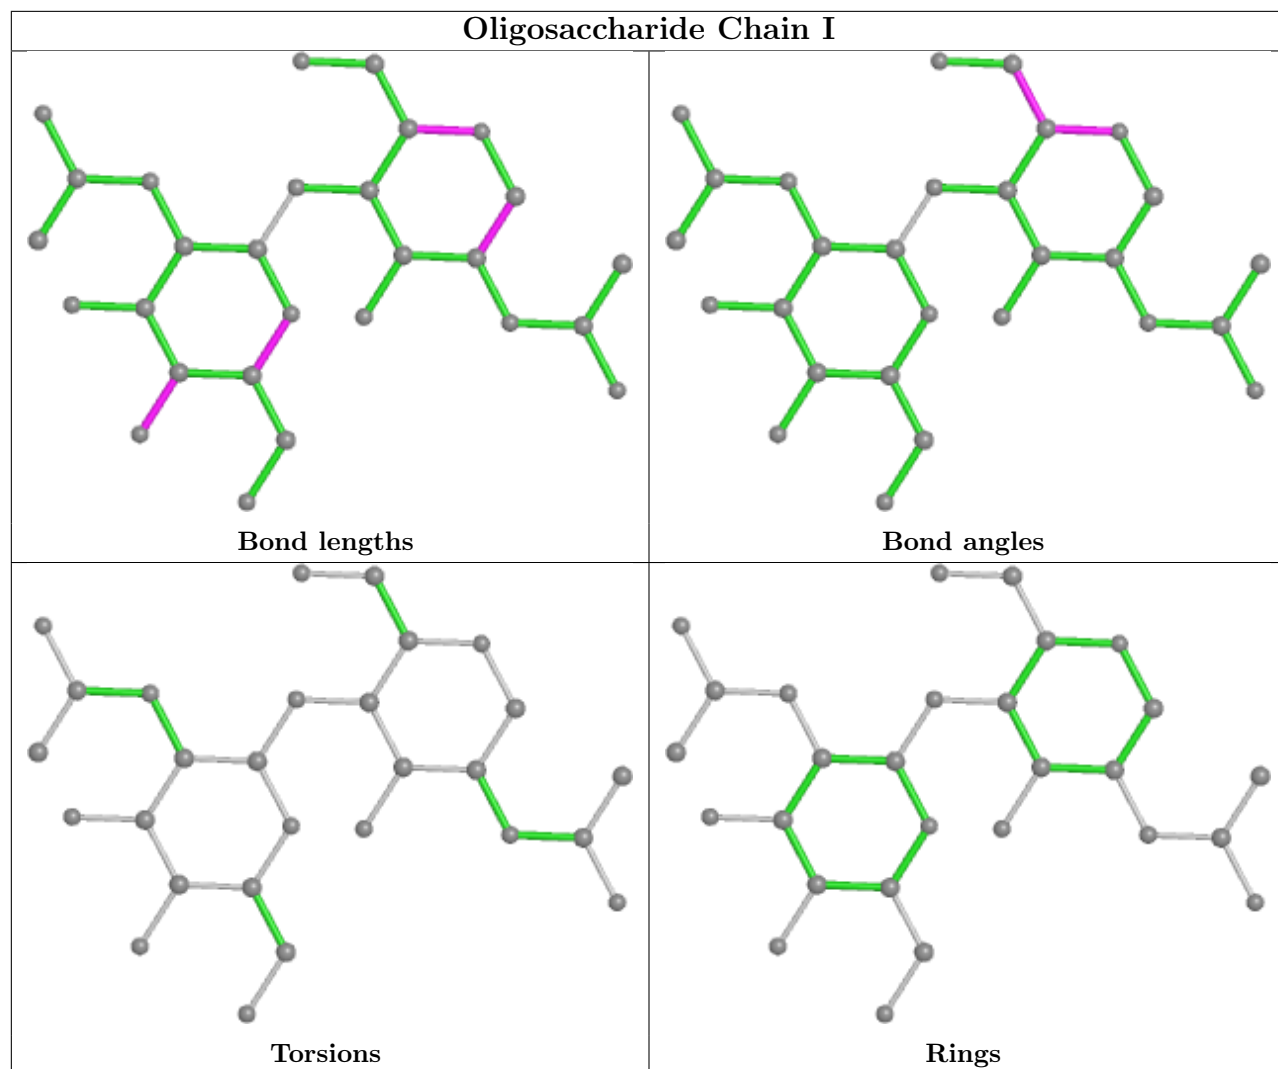 Oligosaccharide Chain I
Bond lengths
Bond angles
Torsions
Rings